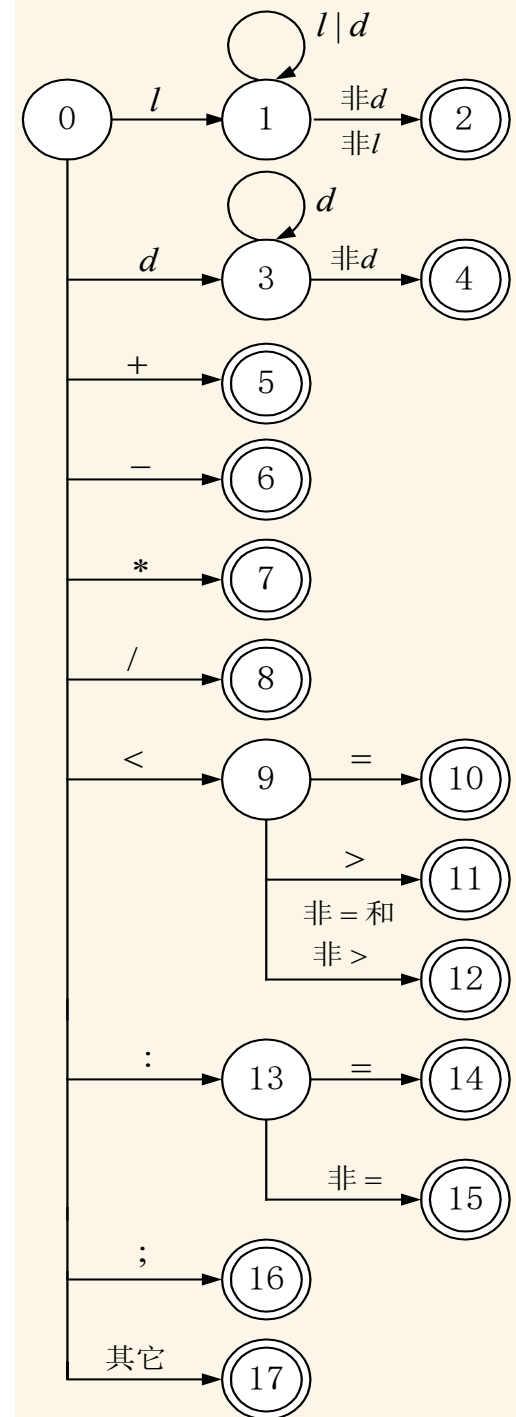 l | d
0 l 1 非d 2
非l
d
d 3 非d 4
+ 5
− 6
* 7
/ 8
< 9 = 10
> 11
非 = 和
非 > 12
: 13 = 14
非 = 15
; 16
其它 17